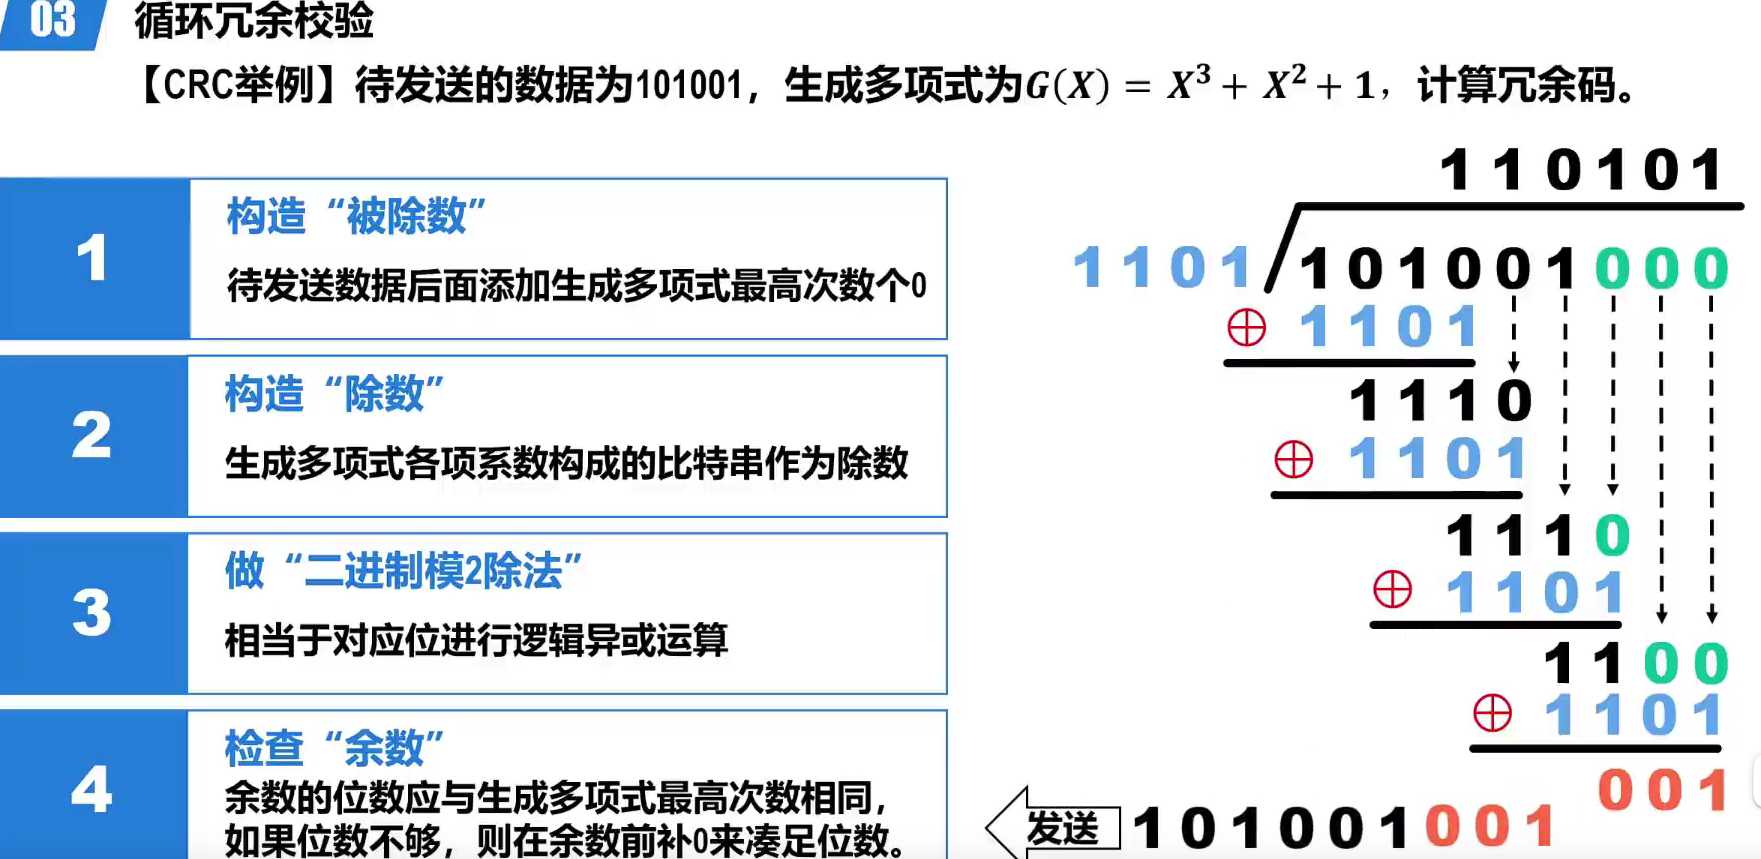 03 循环冗余校验
【CRC举例】待发送的数据为101001，生成多项式为G(X) = X³ + X² + 1，计算冗余码。
1
构造“被除数”
待发送数据后面添加生成多项式最高次数个0
2
构造“除数”
生成多项式各项系数构成的比特串作为除数
3
做“二进制模2除法”
相当于对应位进行逻辑异或运算
4
检查“余数”
余数的位数应与生成多项式最高次数相同，
如果位数不够，则在余数前补0来凑足位数。
110101
1101 101001000
⊕ 1101
1110
⊕ 1101
1110
⊕ 1101
1100
⊕ 1101
001
发送 101001001